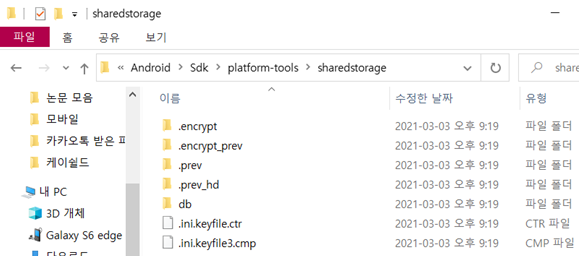 sharedstorage
파일 홈 공유 보기
« Android > Sdk > platform-tools > sharedstorage
논문 모음
모바일
카카오톡 받은 파
케이쉴드
내 PC
3D 개체
Galaxy S6 edge
이름 수정한 날짜 유형
.encrypt 2021-03-03 오후 9:19 파일 폴더
.encrypt_prev 2021-03-03 오후 9:19 파일 폴더
.prev 2021-03-03 오후 9:19 파일 폴더
.prev_hd 2021-03-03 오후 9:19 파일 폴더
db 2021-03-03 오후 9:19 파일 폴더
.ini.keyfile.ctr 2021-03-03 오후 9:19 CTR 파일
.ini.keyfile3.cmp 2021-03-03 오후 9:19 CMP 파일